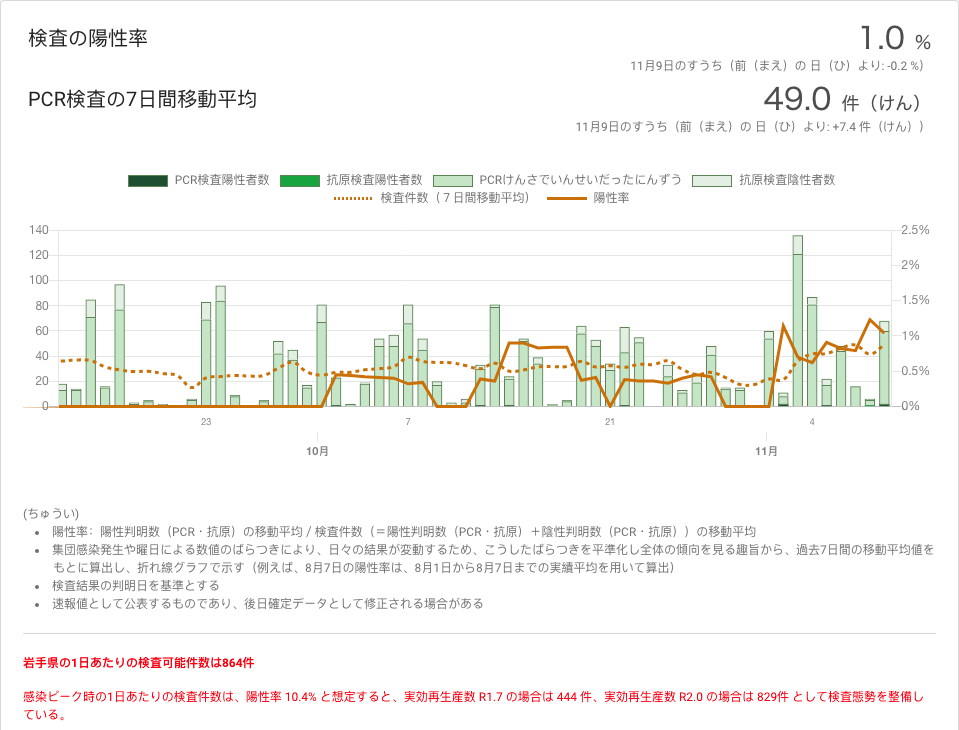 検査の陽性率
1.0 %
11月9日のすうち（前（まえ）の 日（ひ）より: -0.2 %）
PCR検査の7日間移動平均
49.0 件（けん）
11月9日のすうち（前（まえ）の 日（ひ）より: +7.4 件（けん））
PCR検査陽性者数 抗原検査陽性者数 PCRけんさでいんせいだったにんずう 抗原検査陰性者数
検査件数（７日間移動平均） 陽性率
140 2.5%
120 2%
100 1.5%
80 1%
60 0.5%
40 0%
20
0
23 7 21 4
10月 11月
(ちゅうい)
• 陽性率：陽性判明数（PCR・抗原）の移動平均 / 検査件数（＝陽性判明数（PCR・抗原）＋陰性判明数（PCR・抗原））の移動平均
• 集団感染発生や曜日による数値のばらつきにより、日々の結果が変動するため、こうしたばらつきを平準化し全体の傾向を見る趣旨から、過去7日間の移動平均値を
もとに算出し、折れ線グラフで示す（例えば、8月7日の陽性率は、8月1日から8月7日までの実績平均を用いて算出）
• 検査結果の判明日を基準とする
• 速報値として公表するものであり、後日確定データとして修正される場合がある
岩手県の1日あたりの検査可能件数は864件
感染ピーク時の1日あたりの検査件数は、陽性率 10.4% と想定すると、実効再生産数 R1.7 の場合は 444 件、実効再生産数 R2.0 の場合は 829件 として検査態勢を整備し
ている。